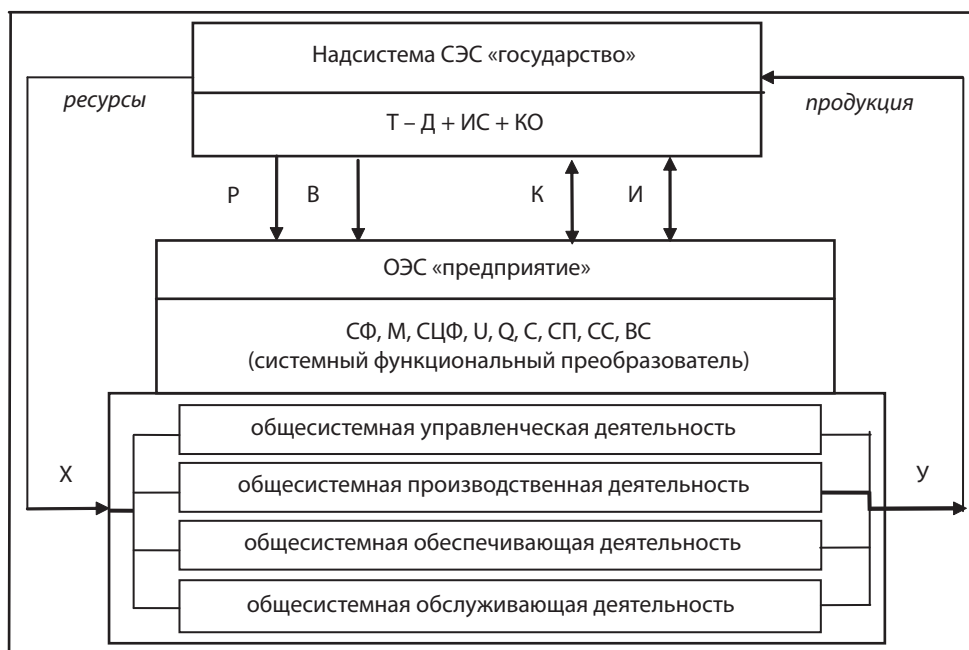 Надсистема СЭС «государство»
ресурсы
продукция
Т – Д + ИС + КО
Р
В
К
И
ОЭС «предприятие»
СФ, М, СЦФ, U, Q, С, СП, СС, ВС
(системный функциональный преобразователь)
общесистемная управленческая деятельность
Х
У
общесистемная производственная деятельность
общесистемная обеспечивающая деятельность
общесистемная обслуживающая деятельность